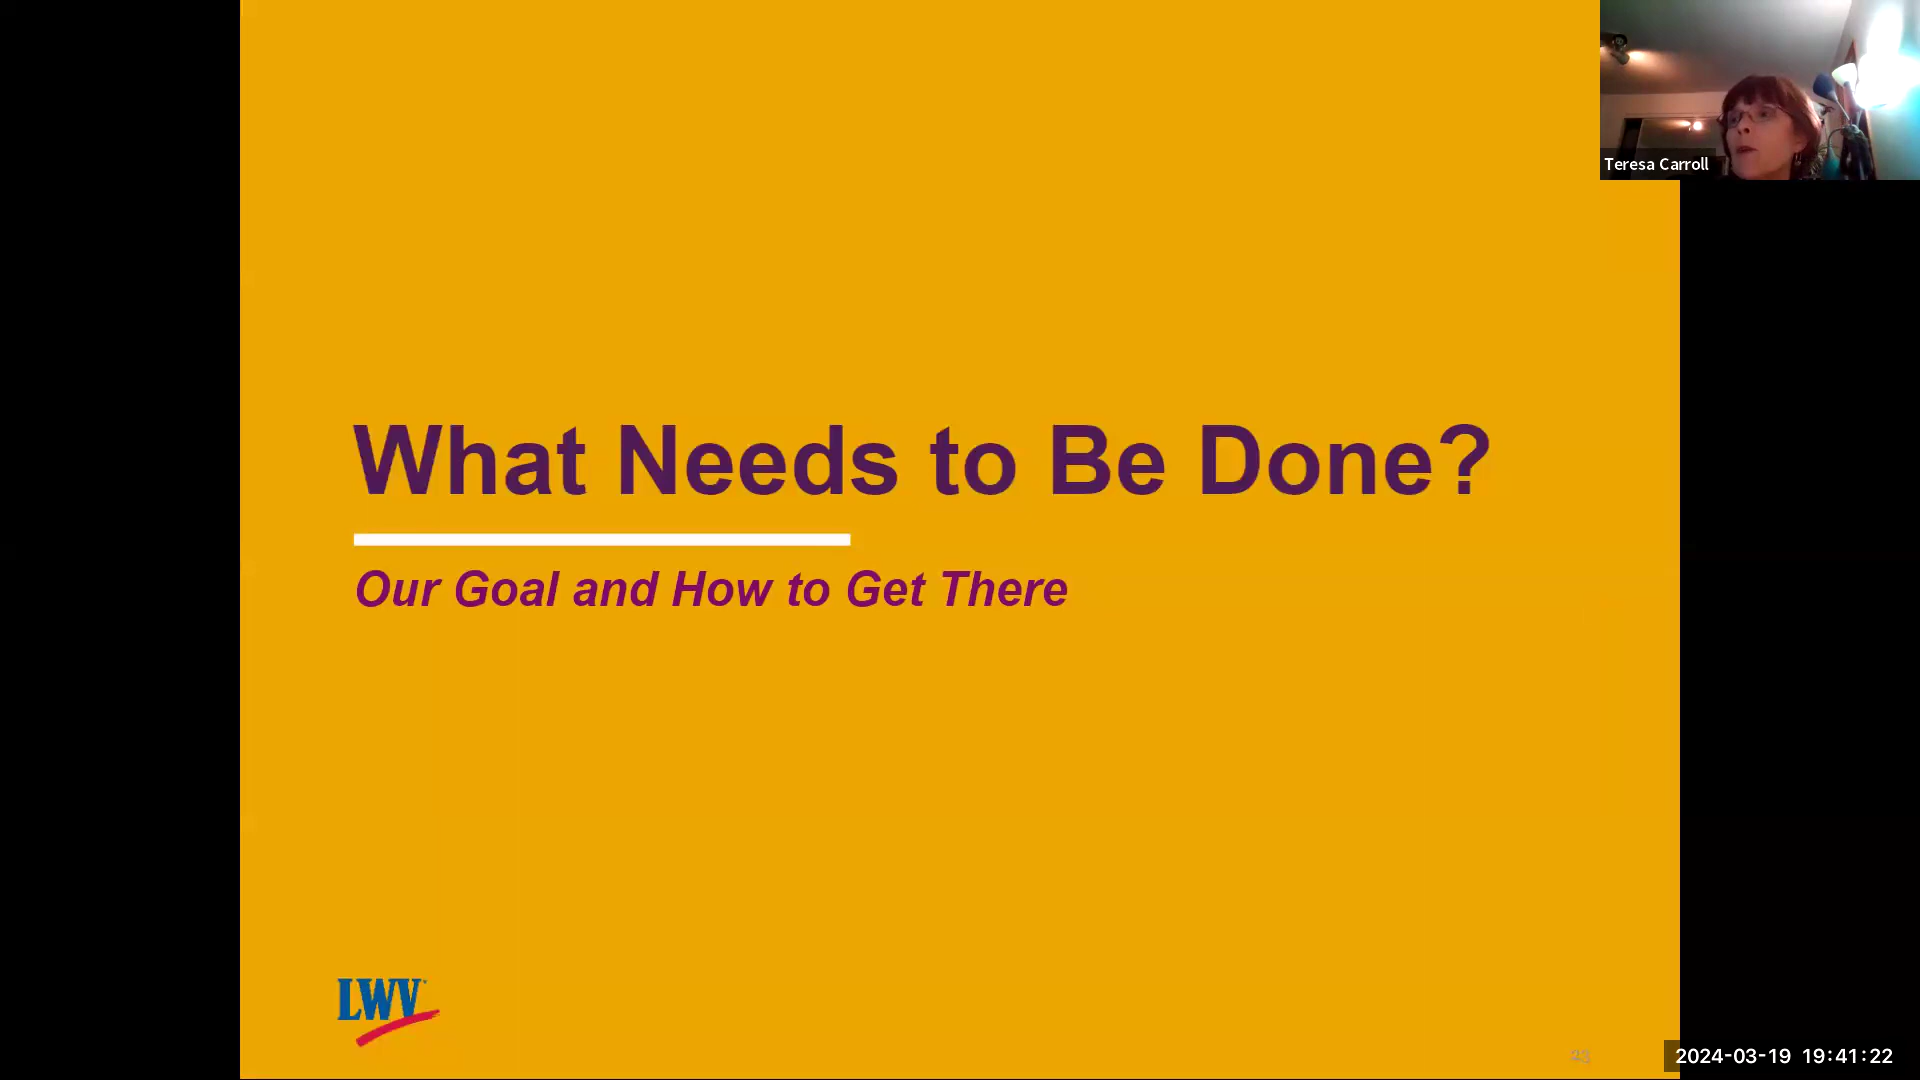 Teresa Carroll
What Needs to Be Done?
Our Goal and How to Get There
LWV
2024-03-19 19:41:22